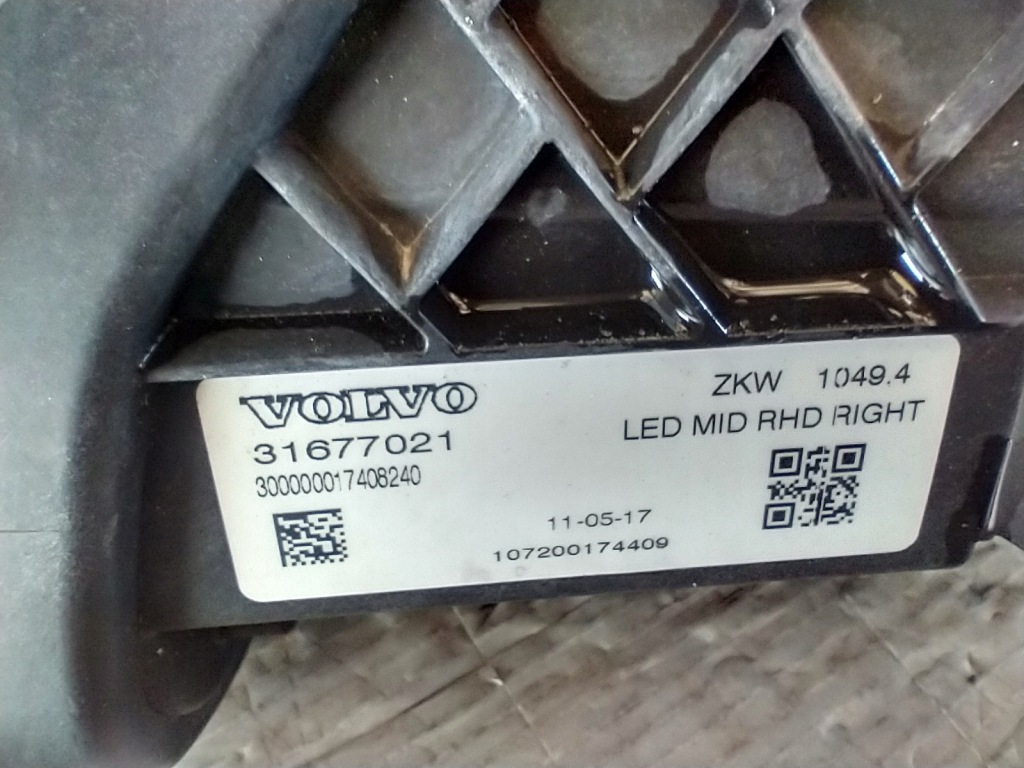 VOLVO
31677021
300000017408240
ZKW 1049.4
LED MID RHD RIGHT
11-05-17
107200174409